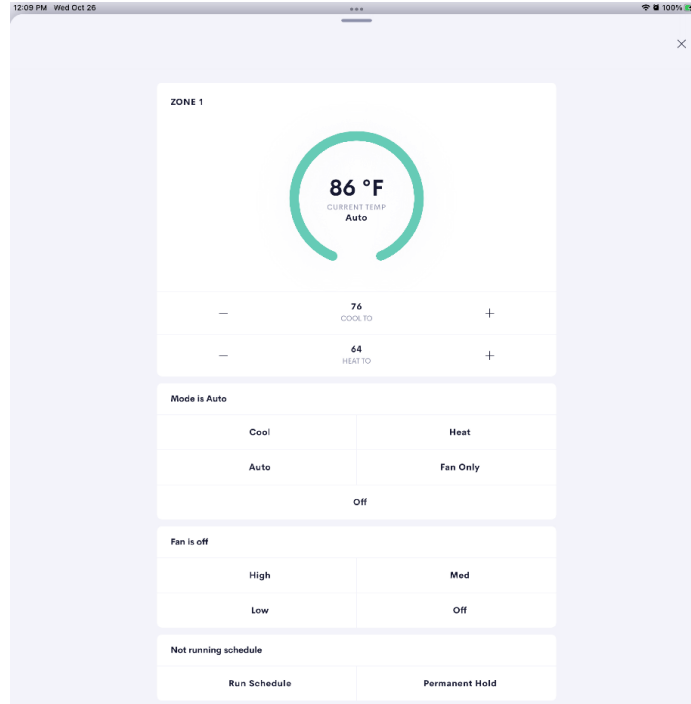 12:09 PM Wed Oct 26
100%
ZONE 1
86 °F
CURRENT TEMP
Auto
76
COOL TO
64
HEAT TO
Mode is Auto
Cool
Heat
Auto
Fan Only
Off
Fan is off
High
Med
Low
Off
Not running schedule
Run Schedule
Permanent Hold